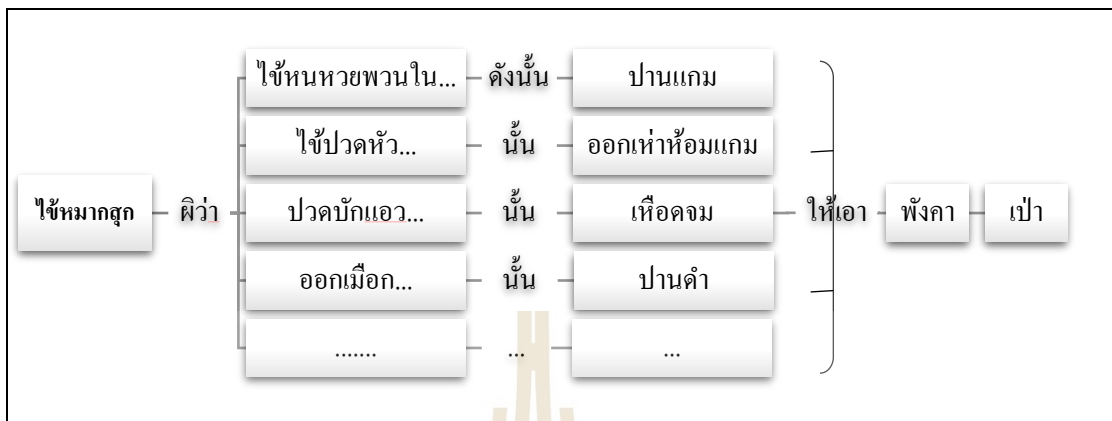 ไข้หนหวยพวนใน... ดังนั้น ปานแกม
ไข้ปวดหัว... นั้น ออกเห่าห้อมแกม
ไข้หมากสุก ผิว่า ปวดบักแอว... นั้น เหือดจม ให้เอา พังคา เป่า
ออกเมือก... นั้น ปานดำ
....... ... ...